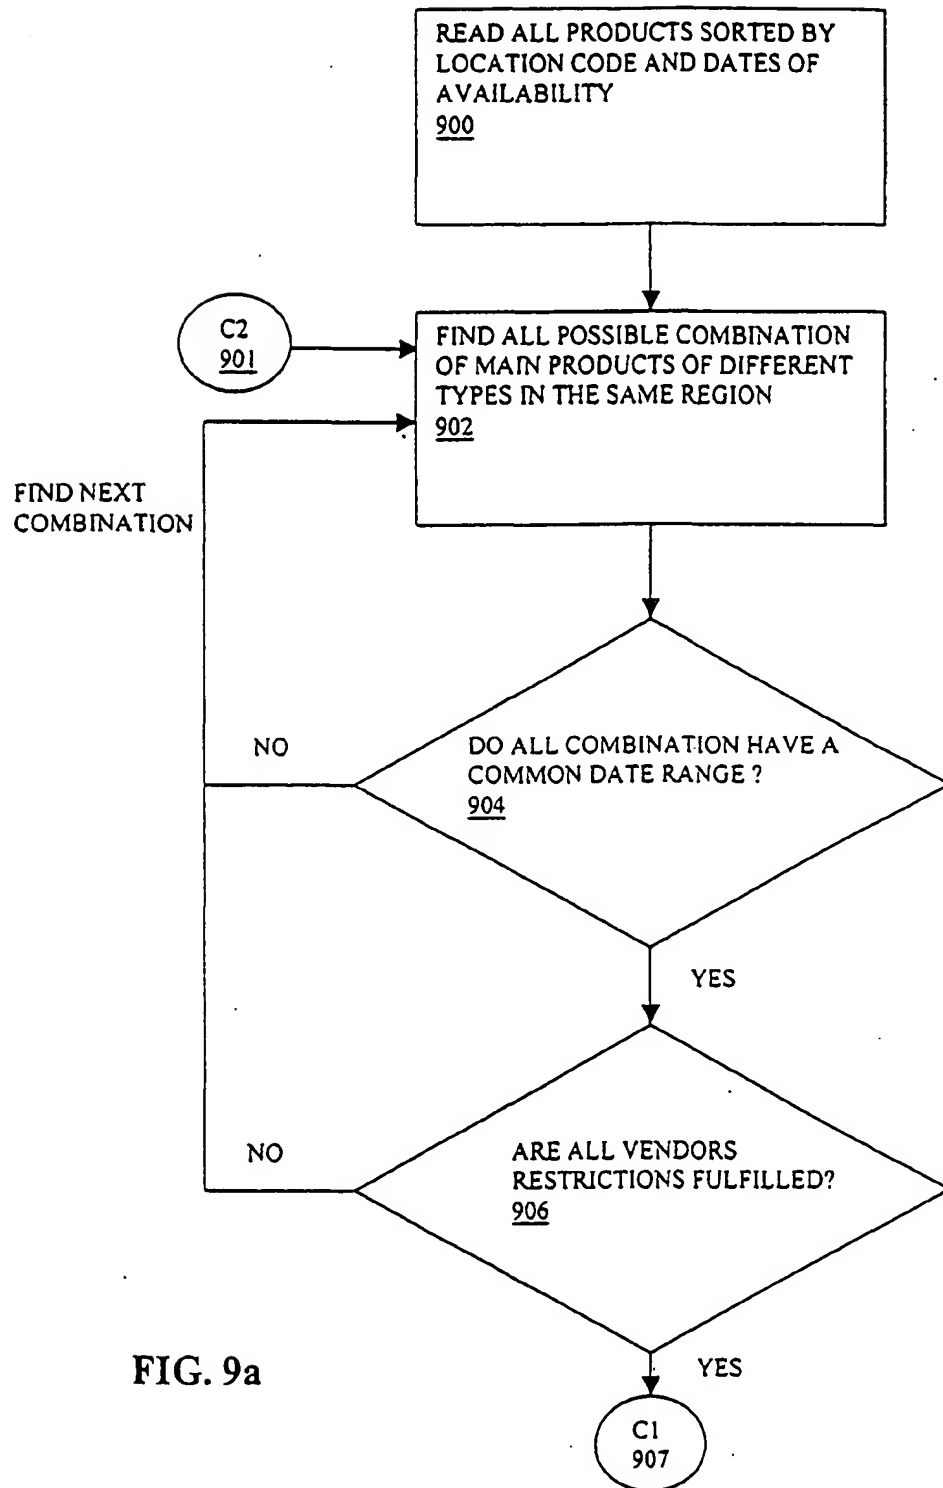 READ ALL PRODUCTS SORTED BY
LOCATION CODE AND DATES OF
AVAILABILITY
900
C2
901
FIND ALL POSSIBLE COMBINATION
OF MAIN PRODUCTS OF DIFFERENT
TYPES IN THE SAME REGION
902
FIND NEXT
COMBINATION
NO
DO ALL COMBINATION HAVE A
COMMON DATE RANGE ?
904
YES
NO
ARE ALL VENDORS
RESTRICTIONS FULFILLED?
906
YES
FIG. 9a
C1
907